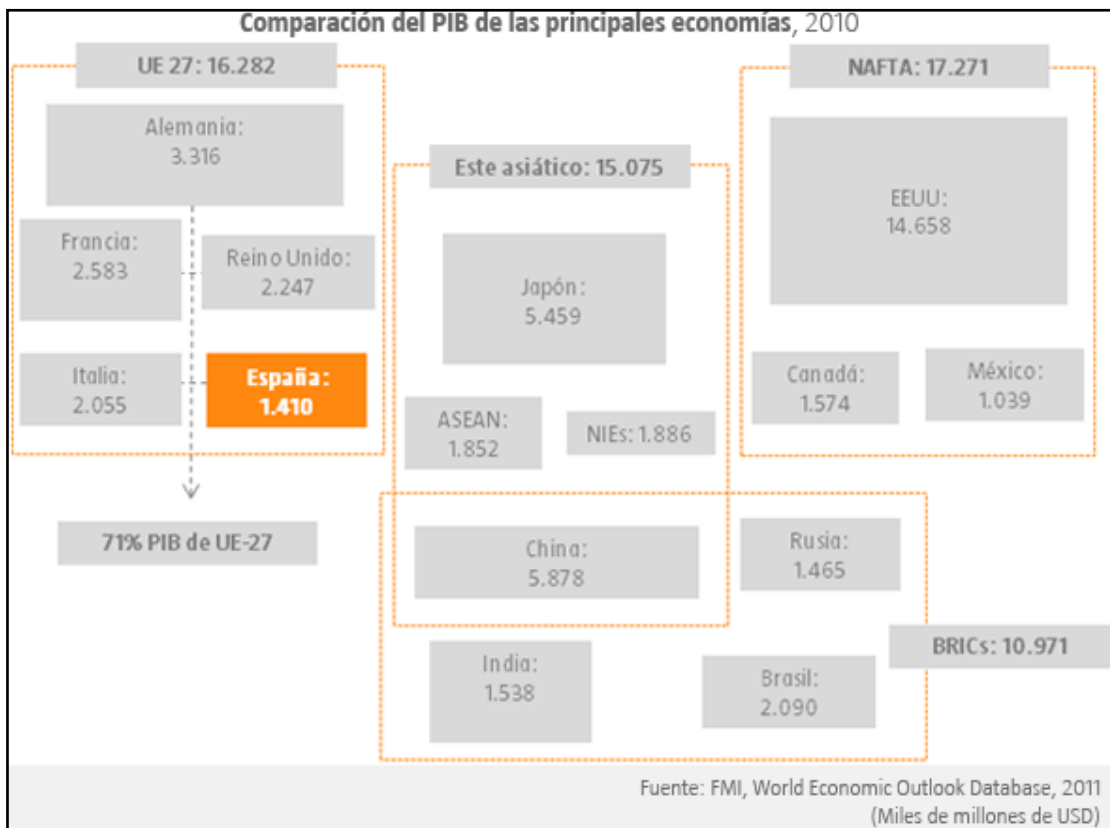 Comparación del PIB de las principales economías, 2010
UE 27: 16.282
Alemania:
3.316
Francia:
2.583
Reino Unido:
2.247
Italia:
2.055
España:
1.410
71% PIB de UE-27
Este asiático: 15.075
Japón:
5.459
ASEAN:
1.852
NIEs: 1.886
China:
5.878
NAFTA: 17.271
EEUU:
14.658
Canadá:
1.574
México:
1.039
Rusia:
1.465
BRICs: 10.971
India:
1.538
Brasil:
2.090
Fuente: FMI, World Economic Outlook Database, 2011
(Miles de millones de USD)